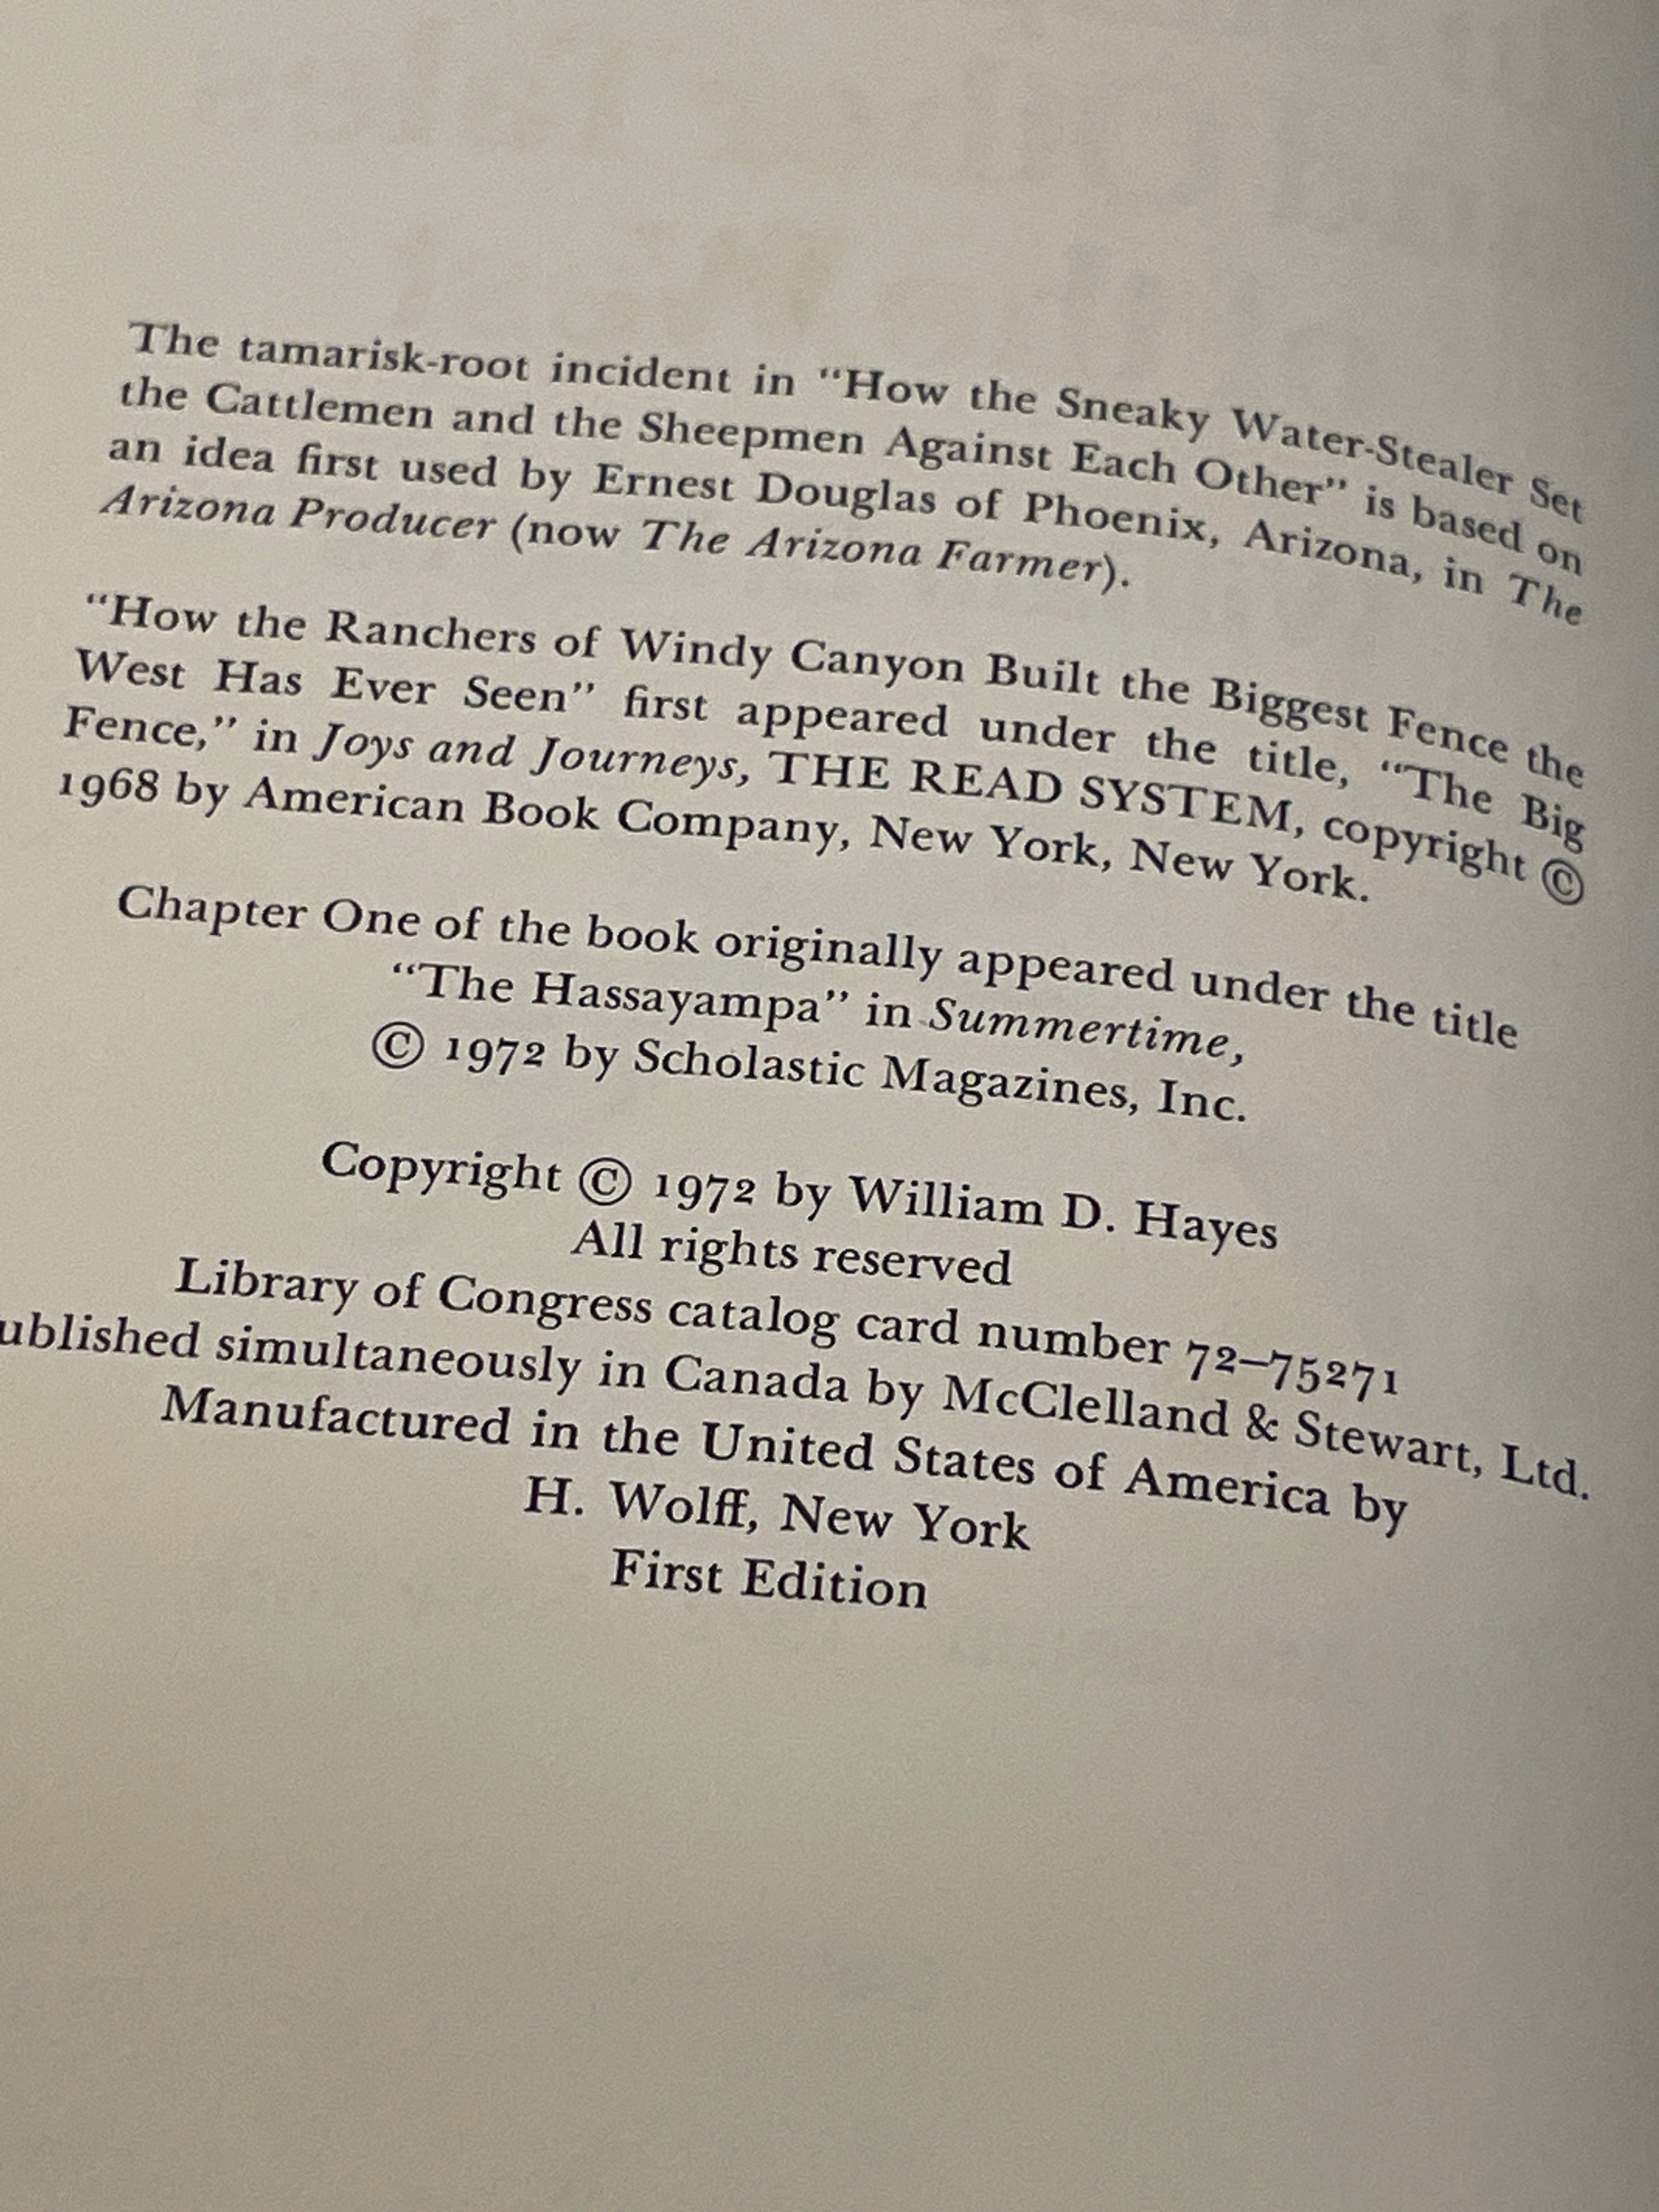 The tamarisk-root incident in “How the Sneaky Water-Stealer Set
the Cattlemen and the Sheepmen Against Each Other” is based on
an idea first used by Ernest Douglas of Phoenix, Arizona, in The
Arizona Producer (now The Arizona Farmer).
“How the Ranchers of Windy Canyon Built the Biggest Fence the
West Has Ever Seen” first appeared under the title, “The Big
Fence,” in Joys and Journeys, THE READ SYSTEM, copyright ©
1968 by American Book Company, New York, New York.
Chapter One of the book originally appeared under the title
“The Hassayampa” in Summertime,
© 1972 by Scholastic Magazines, Inc.
Copyright © 1972 by William D. Hayes
All rights reserved
Library of Congress catalog card number 72–75271
ublished simultaneously in Canada by McClelland & Stewart, Ltd.
Manufactured in the United States of America by
H. Wolff, New York
First Edition